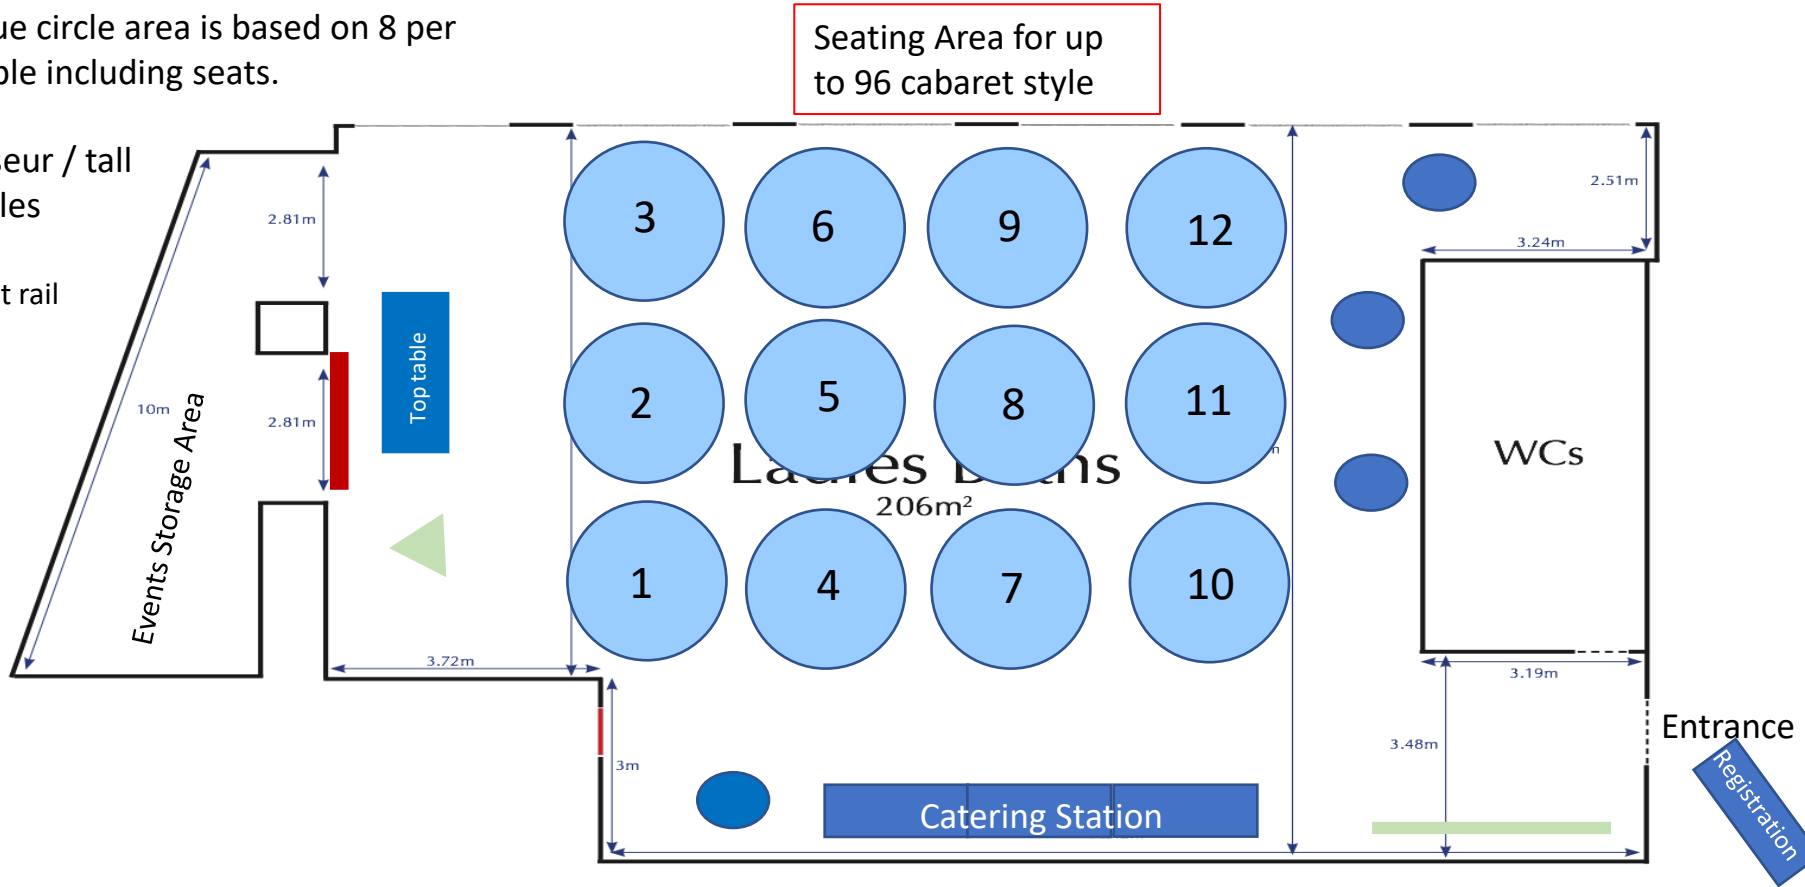 ue circle area is based on 8 per
ble including seats.
Seating Area for up
to 96 cabaret style
seur / tall
les
t rail
2.81m
2.81m
10m
Events Storage Area
Top table
3
6
9
12
2
5
8
11
1
4
7
10
206m²
2.51m
3.24m
WCs
3.19m
3.72m
3m
3.48m
Entrance
Registration
Catering Station